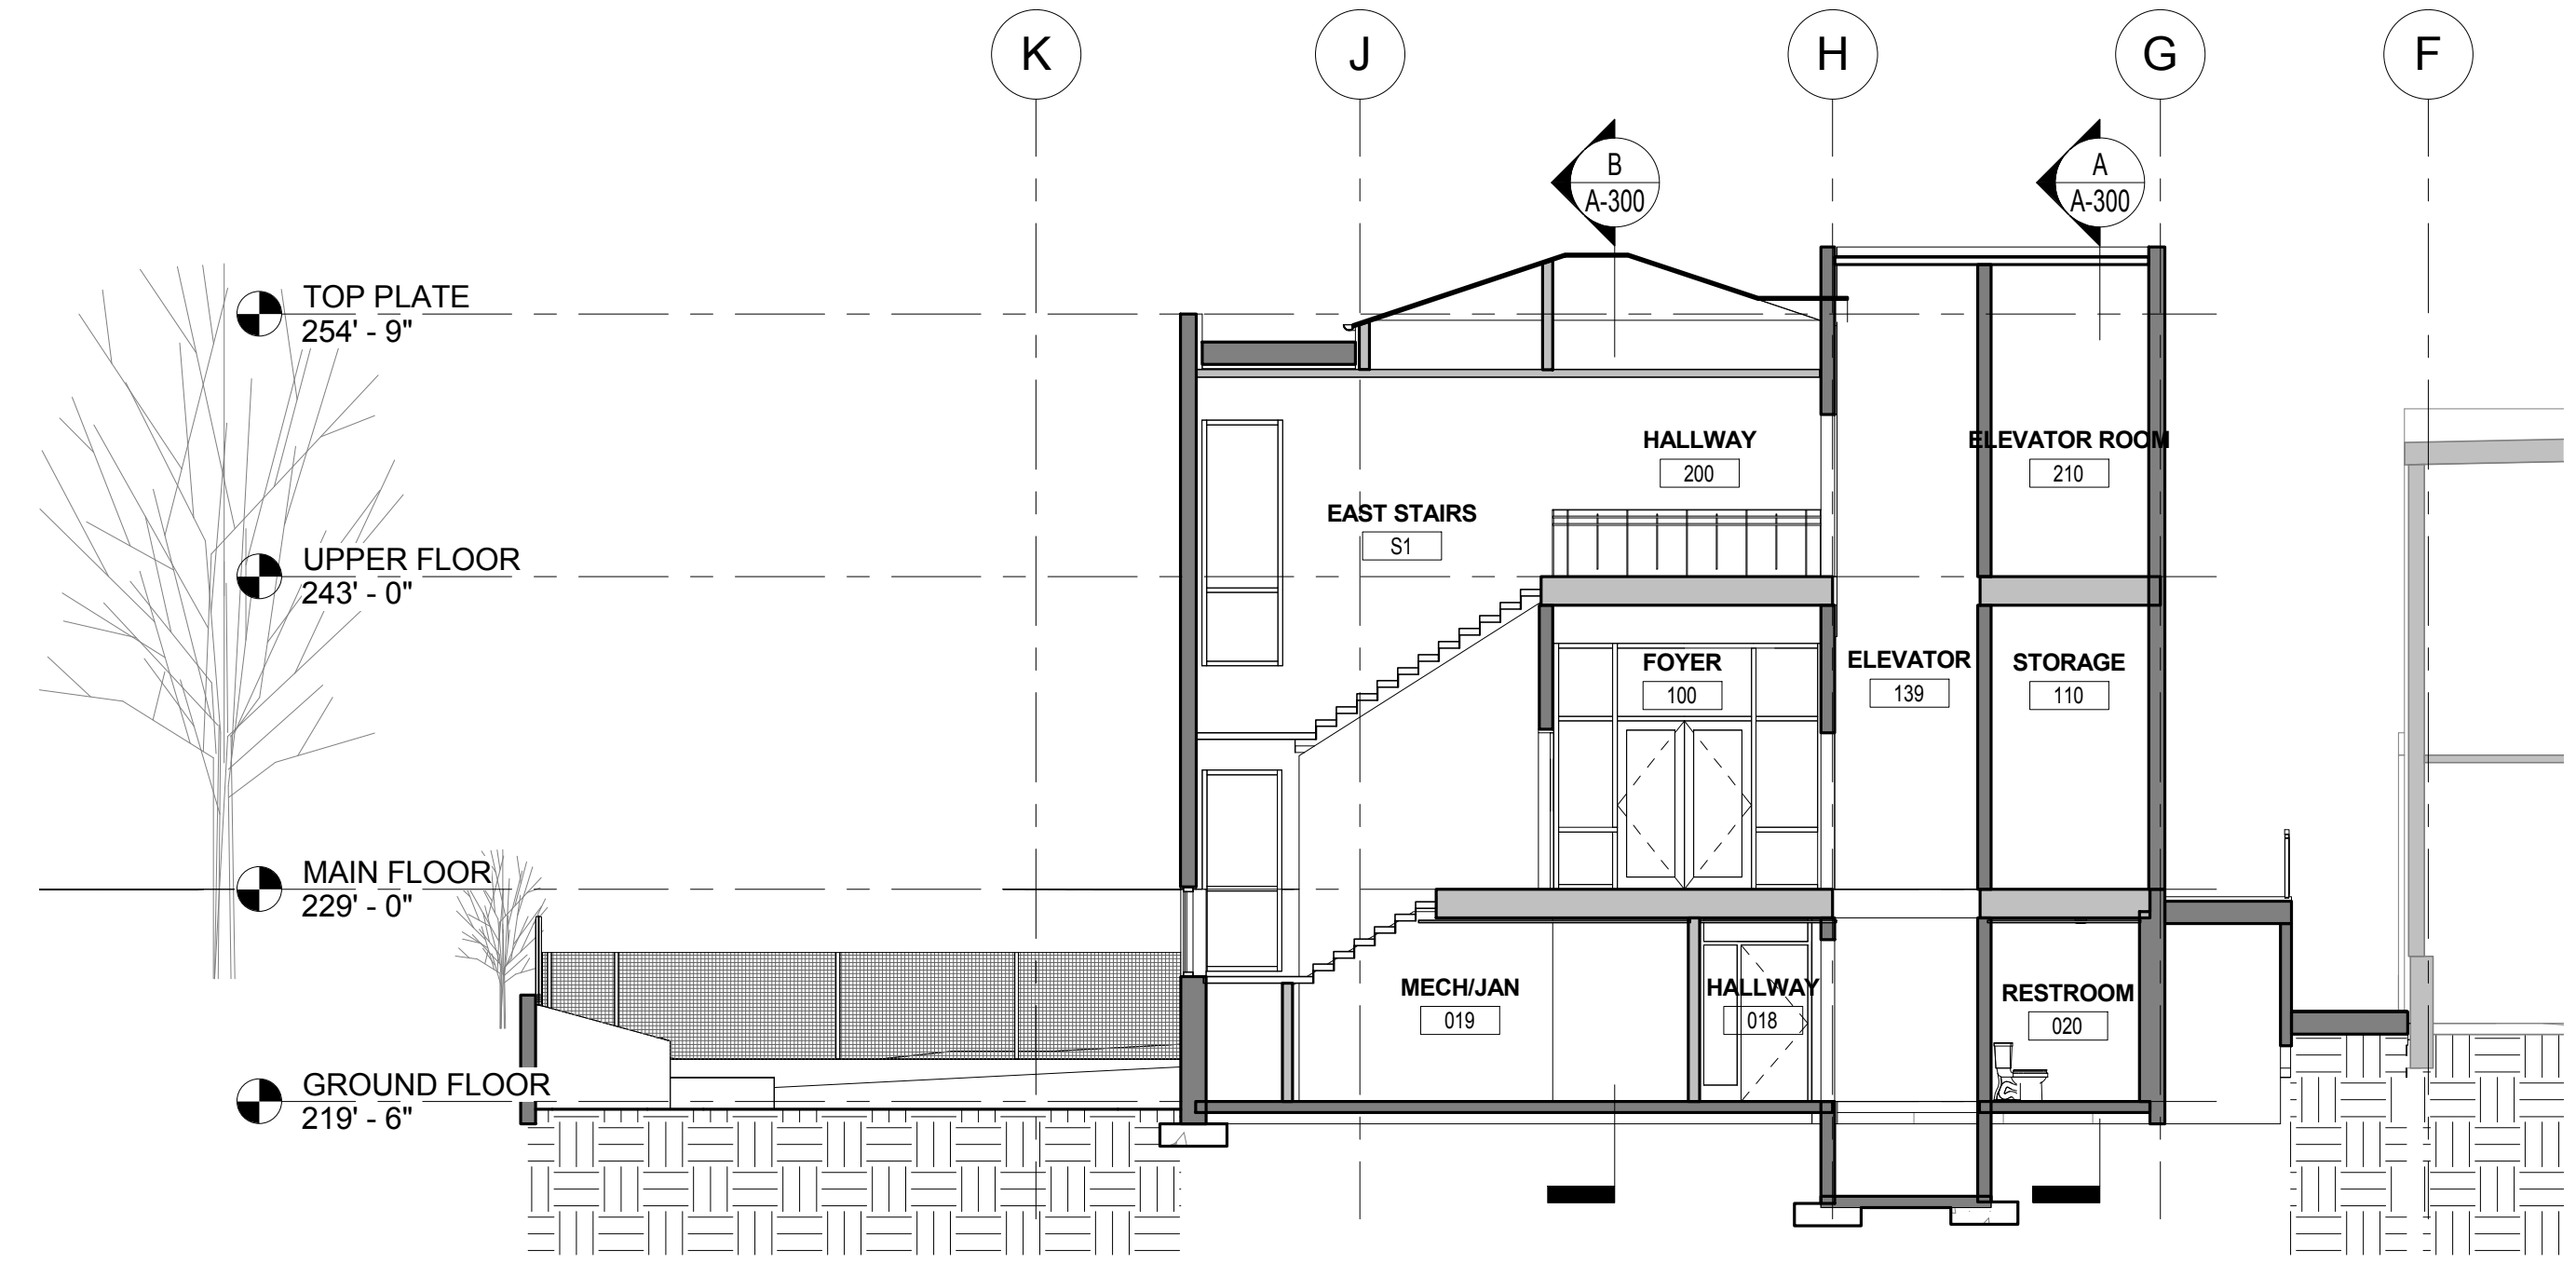 K
J
H
G
F
B
A-300
A
A-300
TOP PLATE
254' - 9"
HALLWAY
200
ELEVATOR ROOM
210
EAST STAIRS
S1
UPPER FLOOR
243' - 0"
FOYER
100
ELEVATOR
139
STORAGE
110
MAIN FLOOR
229' - 0"
MECH/JAN
019
HALLWAY
018
RESTROOM
020
GROUND FLOOR
219' - 6"